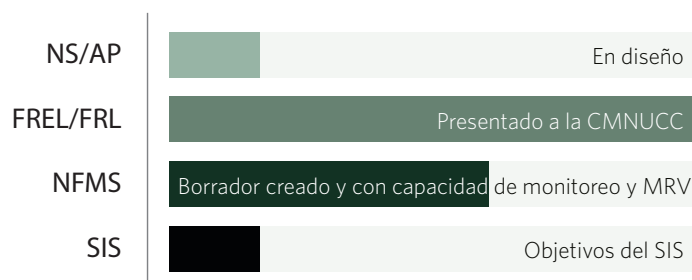 NS/AP En diseño
FREL/FRL Presentado a la CMNUCC
NFMS Borrador creado y con capacidad de monitoreo y MRV
SIS Objetivos del SIS